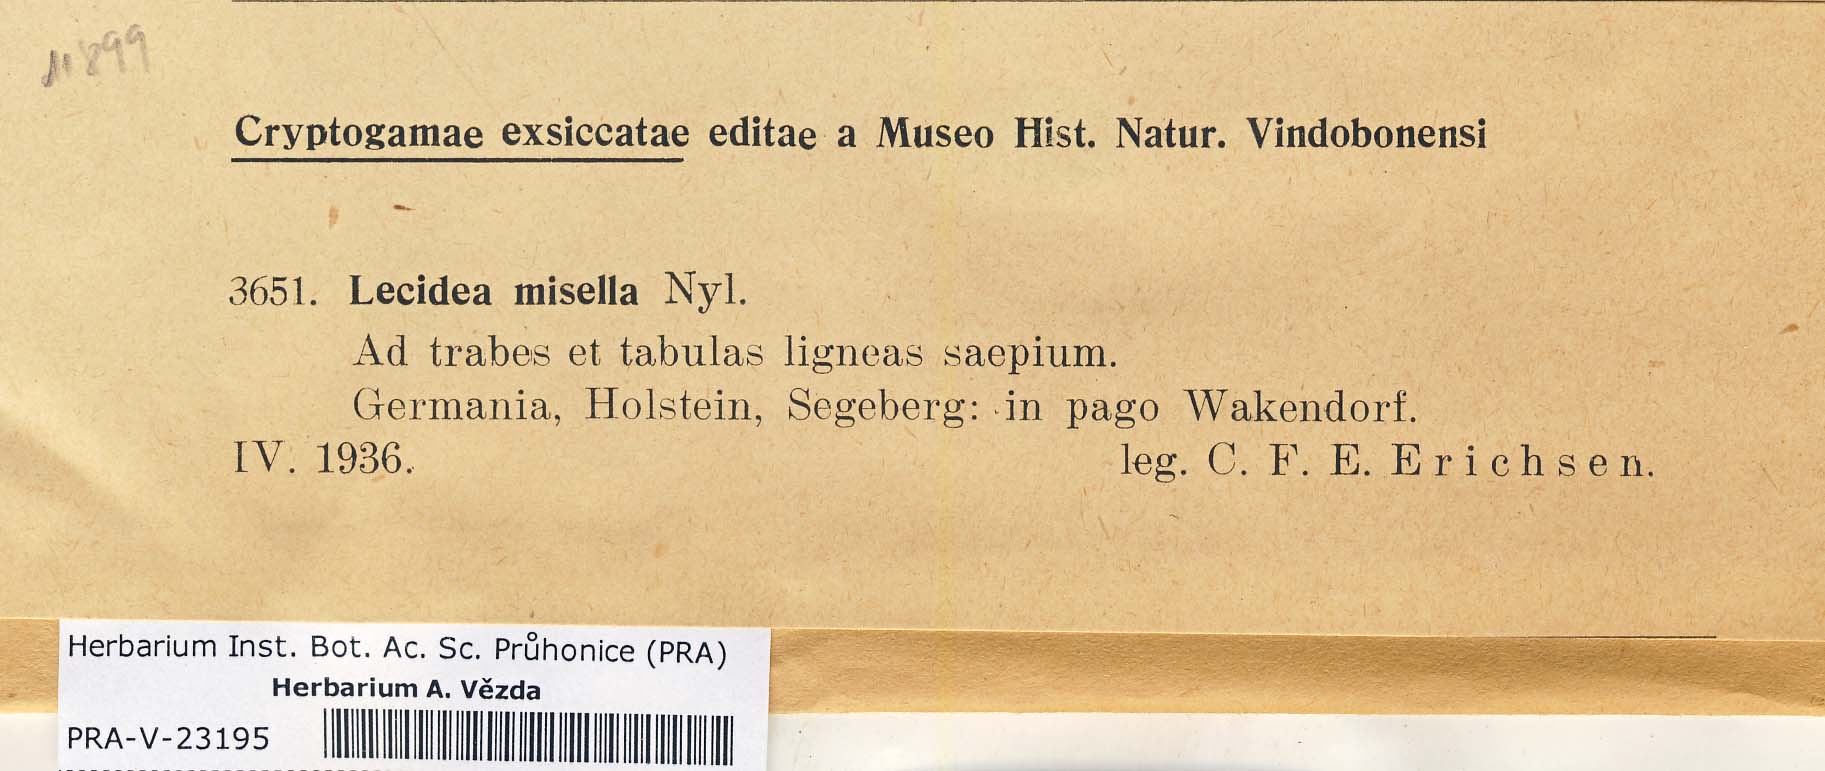 Cryptogamae exsiccatae editae a Museo Hist. Natur. Vindobonensi
3651. Lecidea misella Nyl.
Ad trabes et tabulas ligneas saepium.
Germania, Holstein, Segeberg: in pago Wakendorf.
IV. 1936. leg. C. F. E. Erichsen.
Herbarium Inst. Bot. Ac. Sc. Průhonice (PRA)
Herbarium A. Vězda
PRA-V-23195